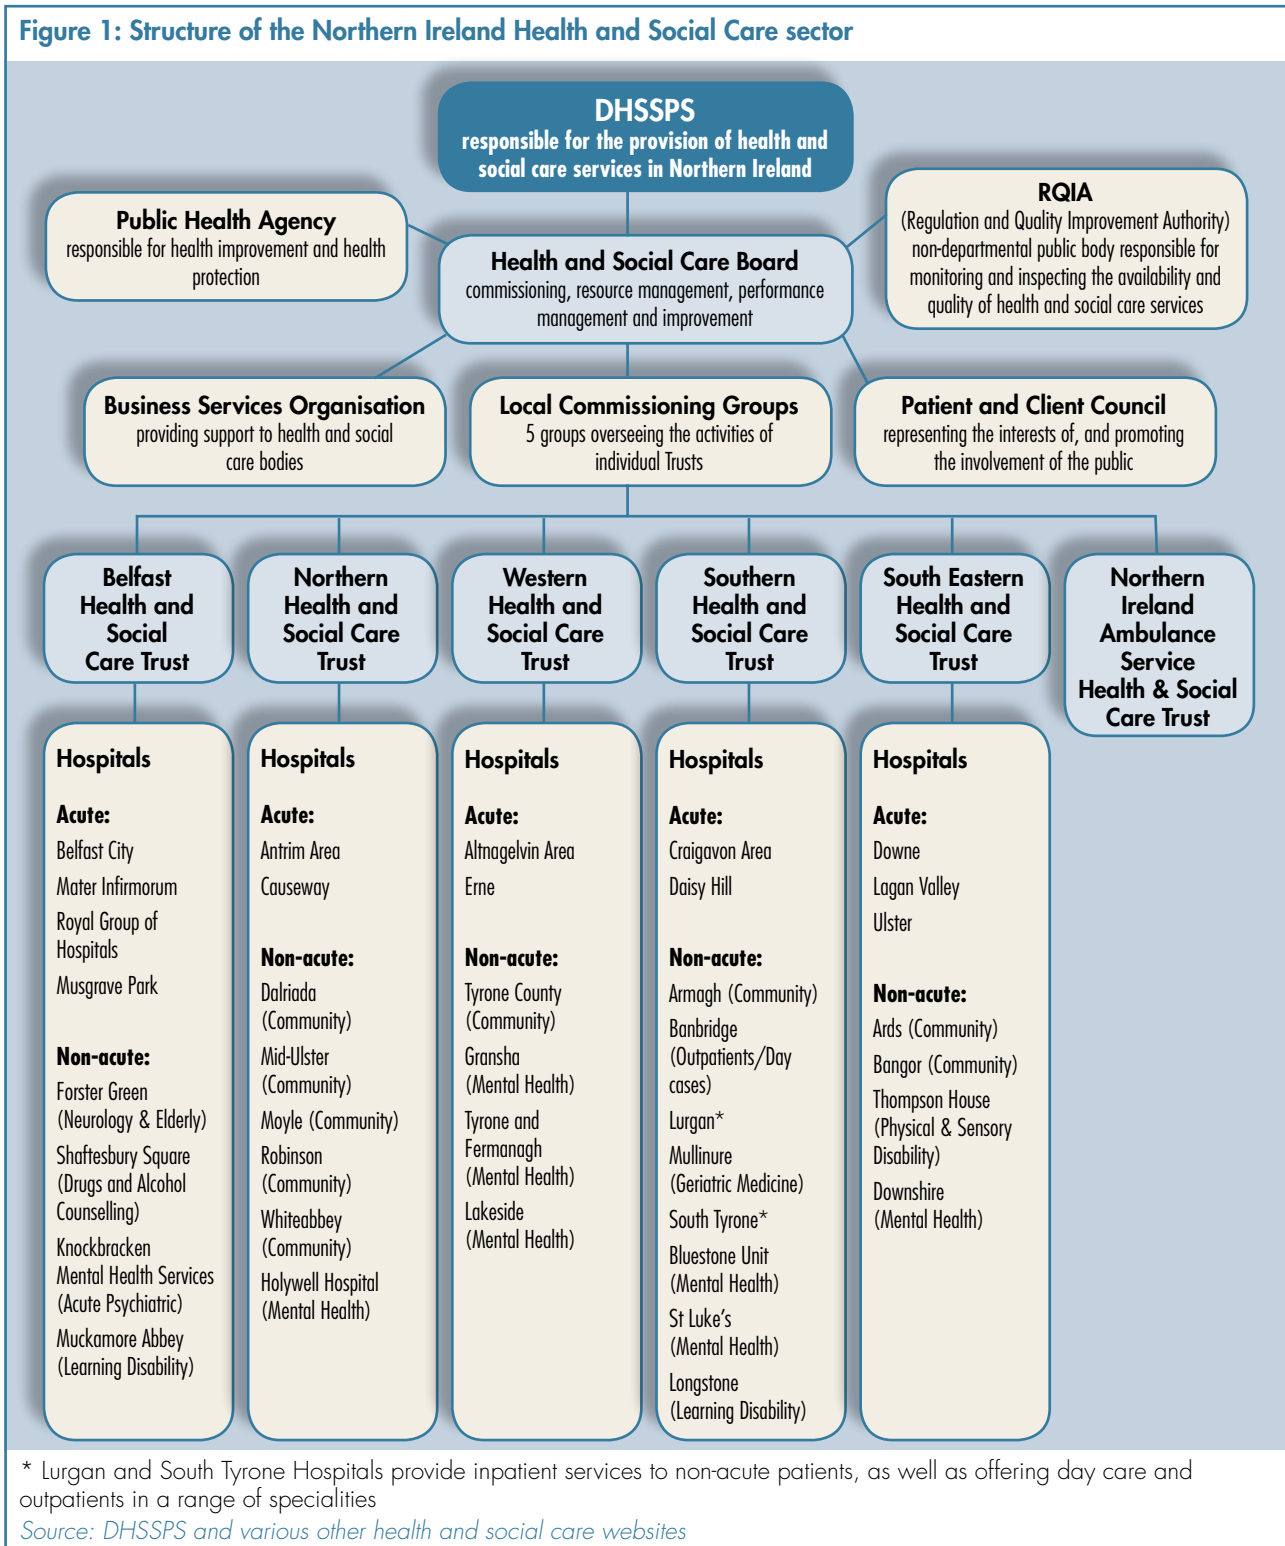 Figure 1: Structure of the Northern Ireland Health and Social Care sector
DHSSPS
responsible for the provision of health and
social care services in Northern Ireland
Public Health Agency
responsible for health improvement and health
protection
RQIA
(Regulation and Quality Improvement Authority)
non-departmental public body responsible for
monitoring and inspecting the availability and
quality of health and social care services
Health and Social Care Board
commissioning, resource management, performance
management and improvement
Business Services Organisation
providing support to health and social
care bodies
Local Commissioning Groups
5 groups overseeing the activities of
individual Trusts
Patient and Client Council
representing the interests of, and promoting
the involvement of the public
Belfast
Health and
Social
Care Trust
Northern
Health and
Social Care
Trust
Western
Health and
Social Care
Trust
Southern
Health and
Social Care
Trust
South Eastern
Health and
Social Care
Trust
Northern
Ireland
Ambulance
Service
Health & Social
Care Trust
Hospitals
Acute:
Belfast City
Mater Infirmorum
Royal Group of
Hospitals
Musgrave Park
Non-acute:
Forster Green
(Neurology & Elderly)
Shaftesbury Square
(Drugs and Alcohol
Counselling)
Knockbracken
Mental Health Services
(Acute Psychiatric)
Muckamore Abbey
(Learning Disability)
Hospitals
Acute:
Antrim Area
Causeway
Non-acute:
Dalriada
(Community)
Mid-Ulster
(Community)
Moyle (Community)
Robinson
(Community)
Whiteabbey
(Community)
Holywell Hospital
(Mental Health)
Hospitals
Acute:
Altnagelvin Area
Erne
Non-acute:
Tyrone County
(Community)
Gransha
(Mental Health)
Tyrone and
Fermanagh
(Mental Health)
Lakeside
(Mental Health)
Hospitals
Acute:
Craigavon Area
Daisy Hill
Non-acute:
Armagh (Community)
Banbridge
(Outpatients/Day
cases)
Lurgan*
Mullinure
(Geriatric Medicine)
South Tyrone*
Bluestone Unit
(Mental Health)
St Luke's
(Mental Health)
Longstone
(Learning Disability)
Hospitals
Acute:
Downe
Lagan Valley
Ulster
Non-acute:
Ards (Community)
Bangor (Community)
Thompson House
(Physical & Sensory
Disability)
Downshire
(Mental Health)
* Lurgan and South Tyrone Hospitals provide inpatient services to non-acute patients, as well as offering day care and
outpatients in a range of specialities
Source: DHSSPS and various other health and social care websites